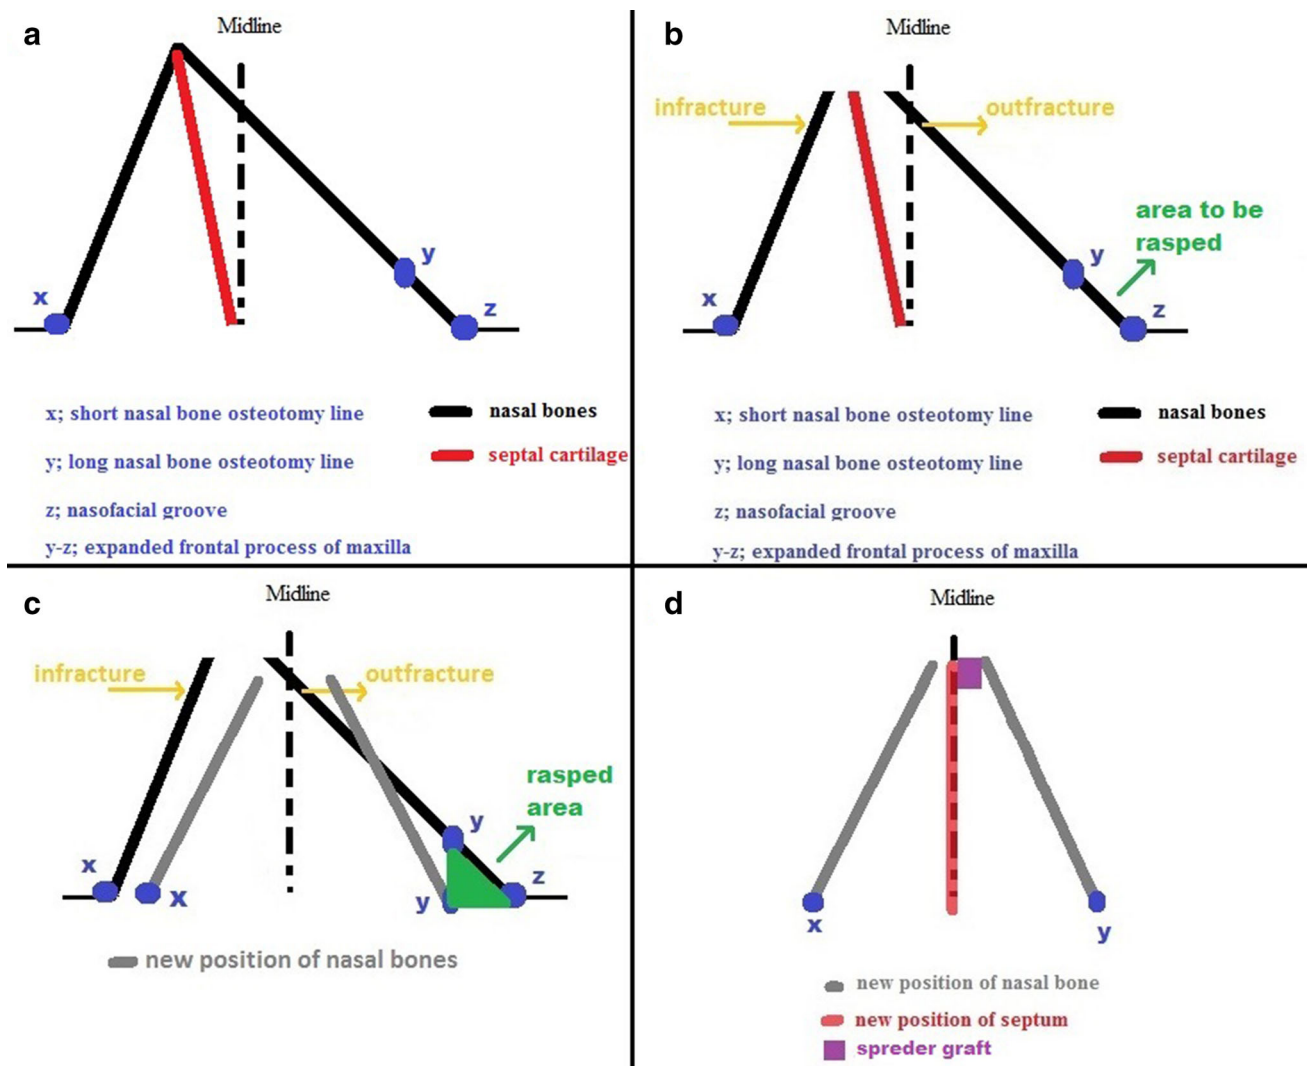 a
Midline
x
y
z
x; short nasal bone osteotomy line
nasal bones
y; long nasal bone osteotomy line
septal cartilage
z; nasofacial groove
y-z; expanded frontal process of maxilla
b
Midline
infracture
outfracture
area to be
rasped
y
x
z
x; short nasal bone osteotomy line
nasal bones
y; long nasal bone osteotomy line
septal cartilage
z; nasofacial groove
y-z; expanded frontal process of maxilla
c
Midline
infracture
outfracture
rasped
area
y
x
z
x
y
new position of nasal bones
d
Midline
x
y
new position of nasal bone
new position of septum
spreder graft